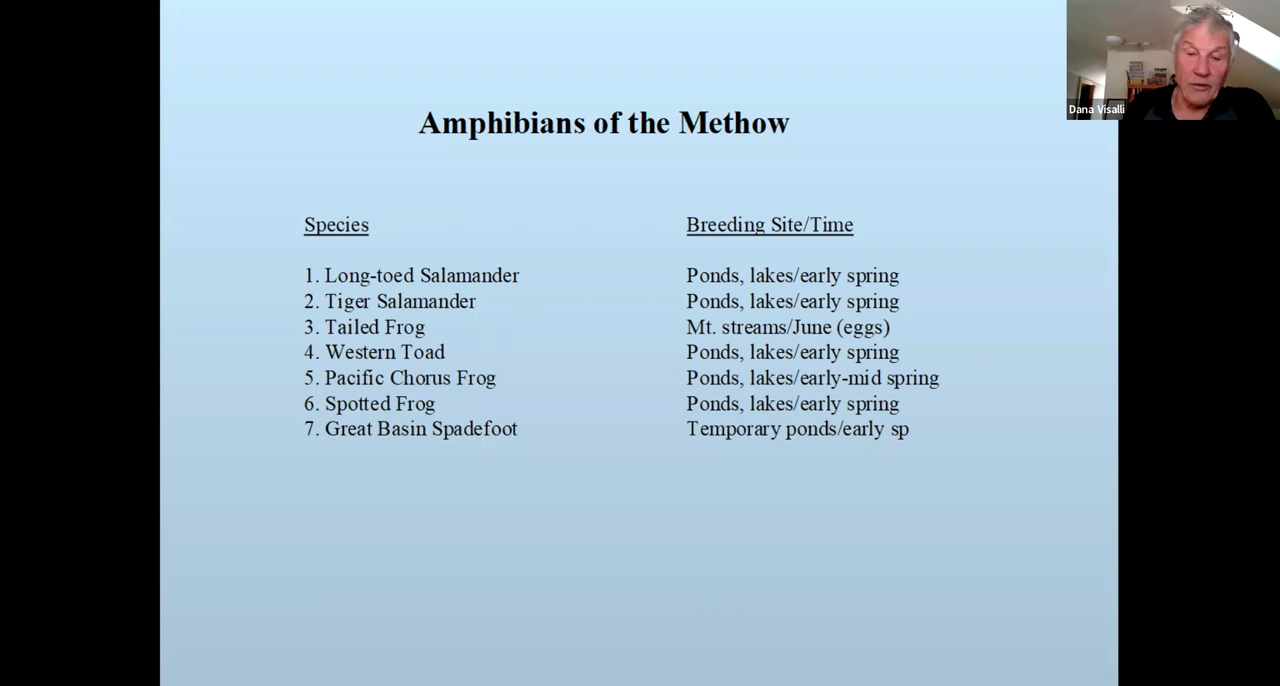 Amphibians of the Methow
Dana Visalli
Species Breeding Site/Time
1. Long-toed Salamander Ponds, lakes/early spring
2. Tiger Salamander Ponds, lakes/early spring
3. Tailed Frog Mt. streams/June (eggs)
4. Western Toad Ponds, lakes/early spring
5. Pacific Chorus Frog Ponds, lakes/early-mid spring
6. Spotted Frog Ponds, lakes/early spring
7. Great Basin Spadefoot Temporary ponds/early sp